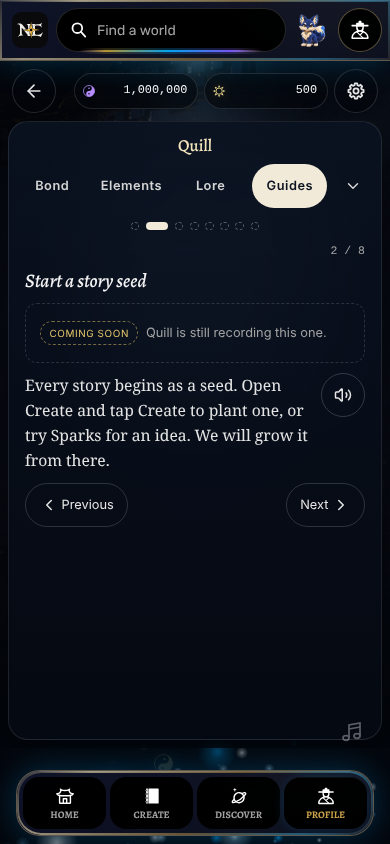 NE
Find a world
1,000,000
500
Quill
Bond
Elements
Lore
Guides
2 / 8
Start a story seed
COMING SOON
Quill is still recording this one.
Every story begins as a seed. Open
Create and tap Create to plant one, or
try Sparks for an idea. We will grow it
from there.
Previous
Next
HOME
CREATE
DISCOVER
PROFILE